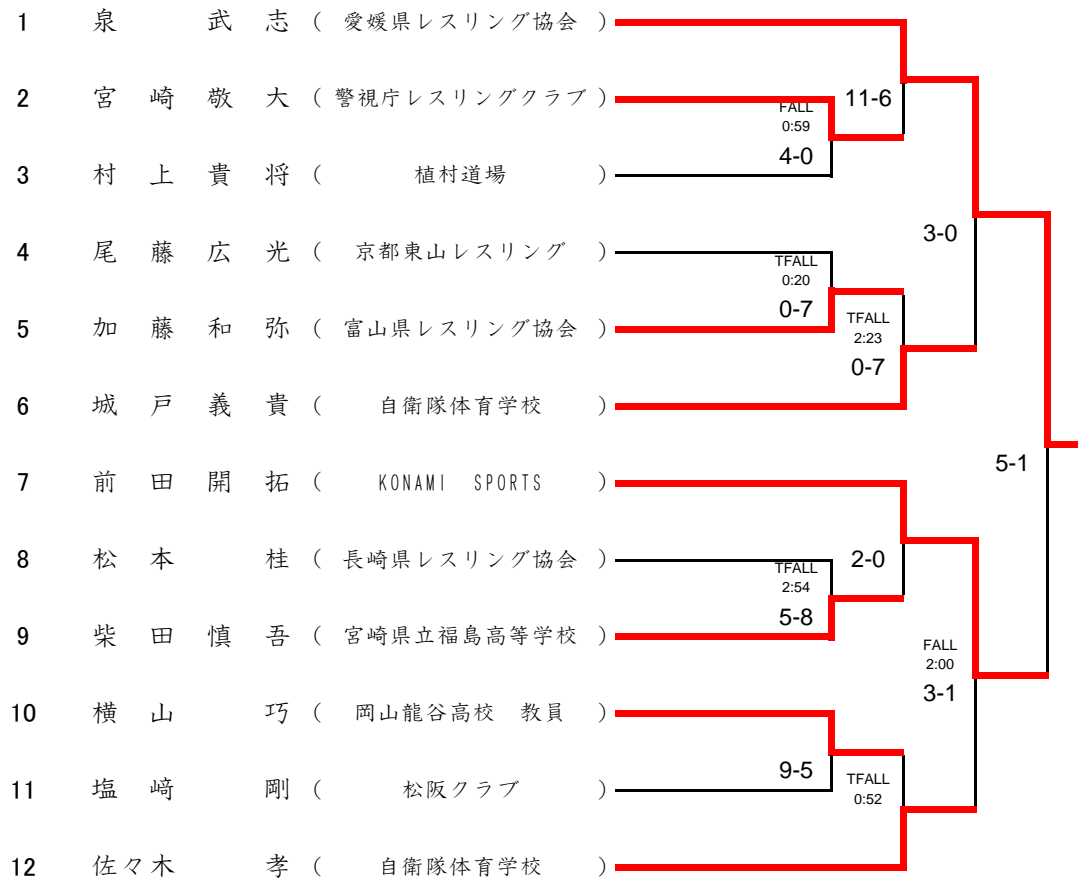 1 泉 武 志 ( 愛媛県レスリング協会 )
11-6
2 宮 崎 敬 大 ( 警視庁レスリングクラブ )
FALL
0:59
4-0
3 村 上 貴 将 ( 植村道場 )
3-0
4 尾 藤 広 光 ( 京都東山レスリング )
TFALL
0:20
0-7
5 加 藤 和 弥 ( 富山県レスリング協会 )
TFALL
2:23
0-7
6 城 戸 義 貴 ( 自衛隊体育学校 )
5-1
7 前 田 開 拓 ( KONAMI SPORTS )
2-0
8 松 本 桂 ( 長崎県レスリング協会 )
TFALL
2:54
5-8
9 柴 田 慎 吾 ( 宮崎県立福島高等学校 )
FALL
2:00
3-1
10 横 山 巧 ( 岡山龍谷高校 教員 )
9-5
11 塩 﨑 剛 ( 松阪クラブ )
TFALL
0:52
12 佐々木 孝 ( 自衛隊体育学校 )